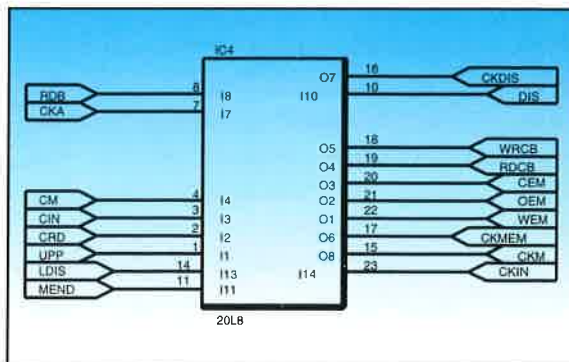 IC4
O7 16 CKDIS
RDB 8 I8 I10 10 DIS
CKA 7 I7
O5 18 WRCB
O4 19 RDCB
O3 20 CEM
CM 4 I4 O2 21 OEM
CIN 3 I3 O1 22 WEM
CRD 2 I2 O6 17 CKMEM
UPP 1 I1 O8 15 CKM
LDIS 14 I13 I14 23 CKIN
MEND 11 I11
20L8